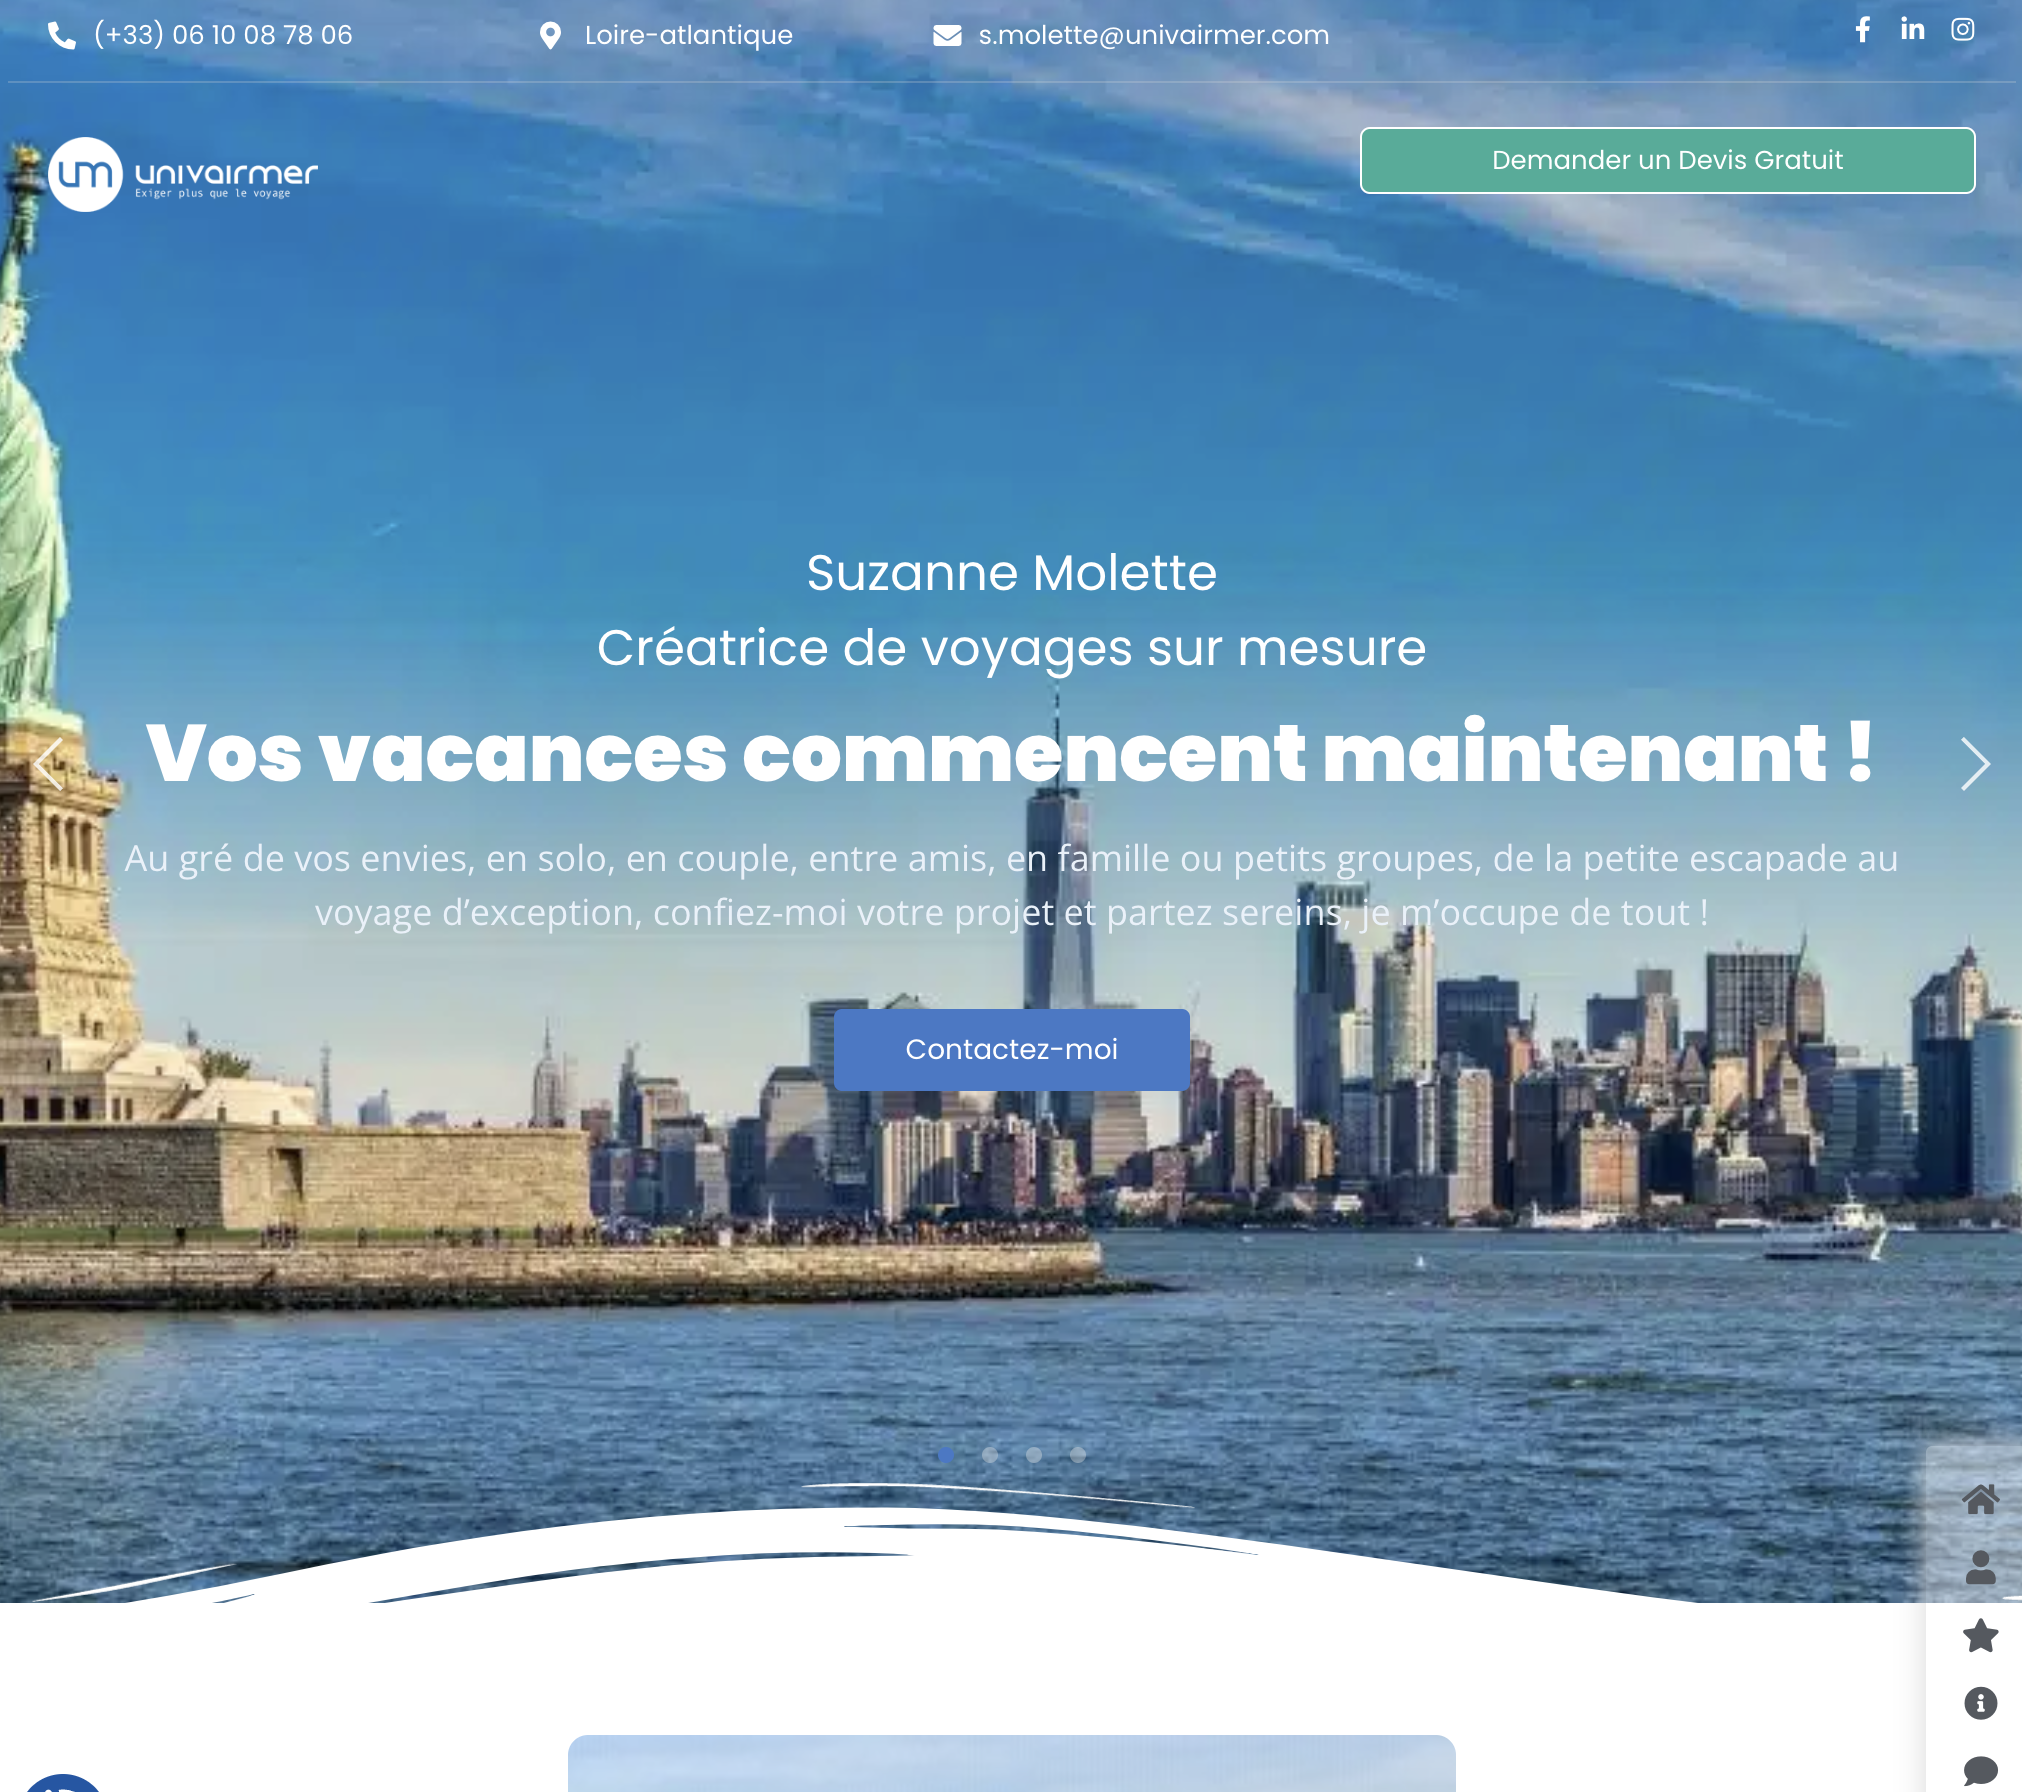 (+33) 06 10 08 78 06
Loire-atlantique
s.molette@univairmer.com
um univairmer
Exiger plus que le voyage
Demander un Devis Gratuit
Suzanne Molette
Créatrice de voyages sur mesure
Vos vacances commencent maintenant !
Au gré de vos envies, en solo, en couple, entre amis, en famille ou petits groupes, de la petite escapade au
voyage d’exception, confiez-moi votre projet et partez sereins, je m’occupe de tout !
Contactez-moi